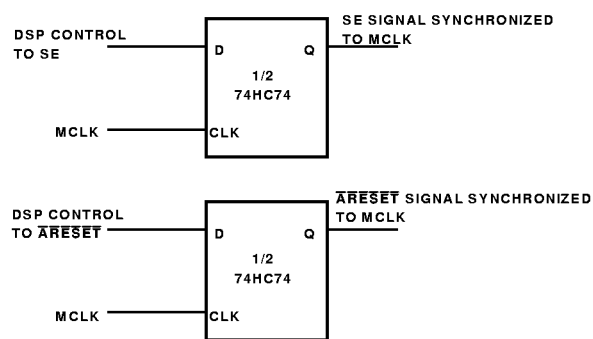 DSP CONTROL
TO SE
SE SIGNAL SYNCHRONIZED
TO MCLK
D
Q
1/2
74HC74
MCLK
CLK
DSP CONTROL
TO ARESET
ARESET SIGNAL SYNCHRONIZED
TO MCLK
D
Q
1/2
74HC74
MCLK
CLK